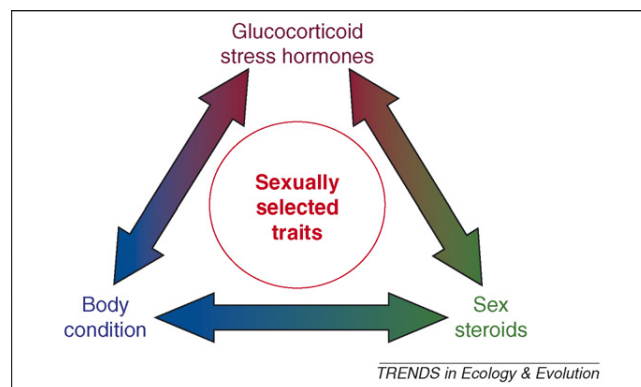 Glucocorticoid
stress hormones
Sexually
selected
traits
Body
condition
Sex
steroids
TRENDS in Ecology & Evolution